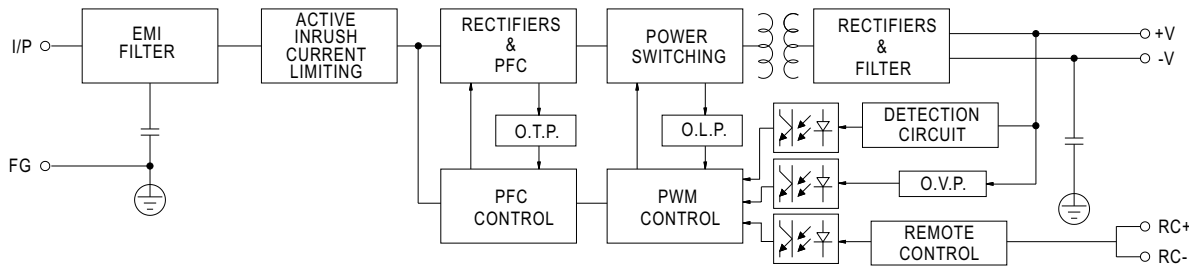 I/P
EMI
FILTER
ACTIVE
INRUSH
CURRENT
LIMITING
RECTIFIERS
&
PFC
POWER
SWITCHING
RECTIFIERS
&
FILTER
+V
-V
O.T.P.
O.L.P.
DETECTION
CIRCUIT
FG
PFC
CONTROL
PWM
CONTROL
O.V.P.
REMOTE
CONTROL
RC+
RC-